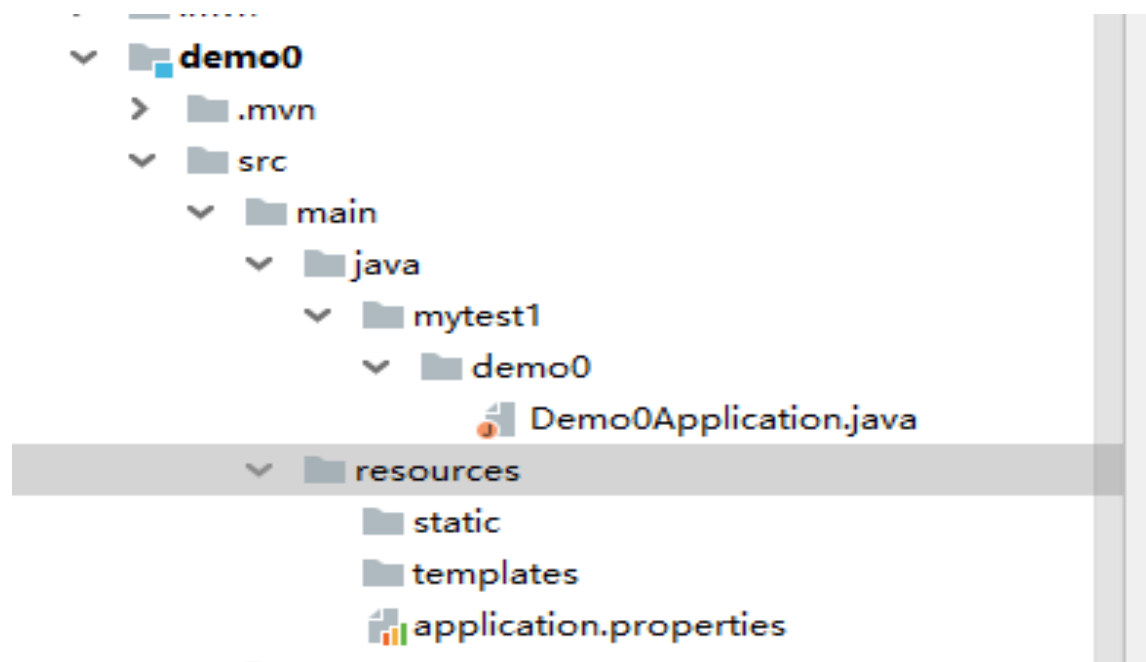 demo0
.mvn
src
main
java
mytest1
demo0
Demo0Application.java
resources
static
templates
application.properties